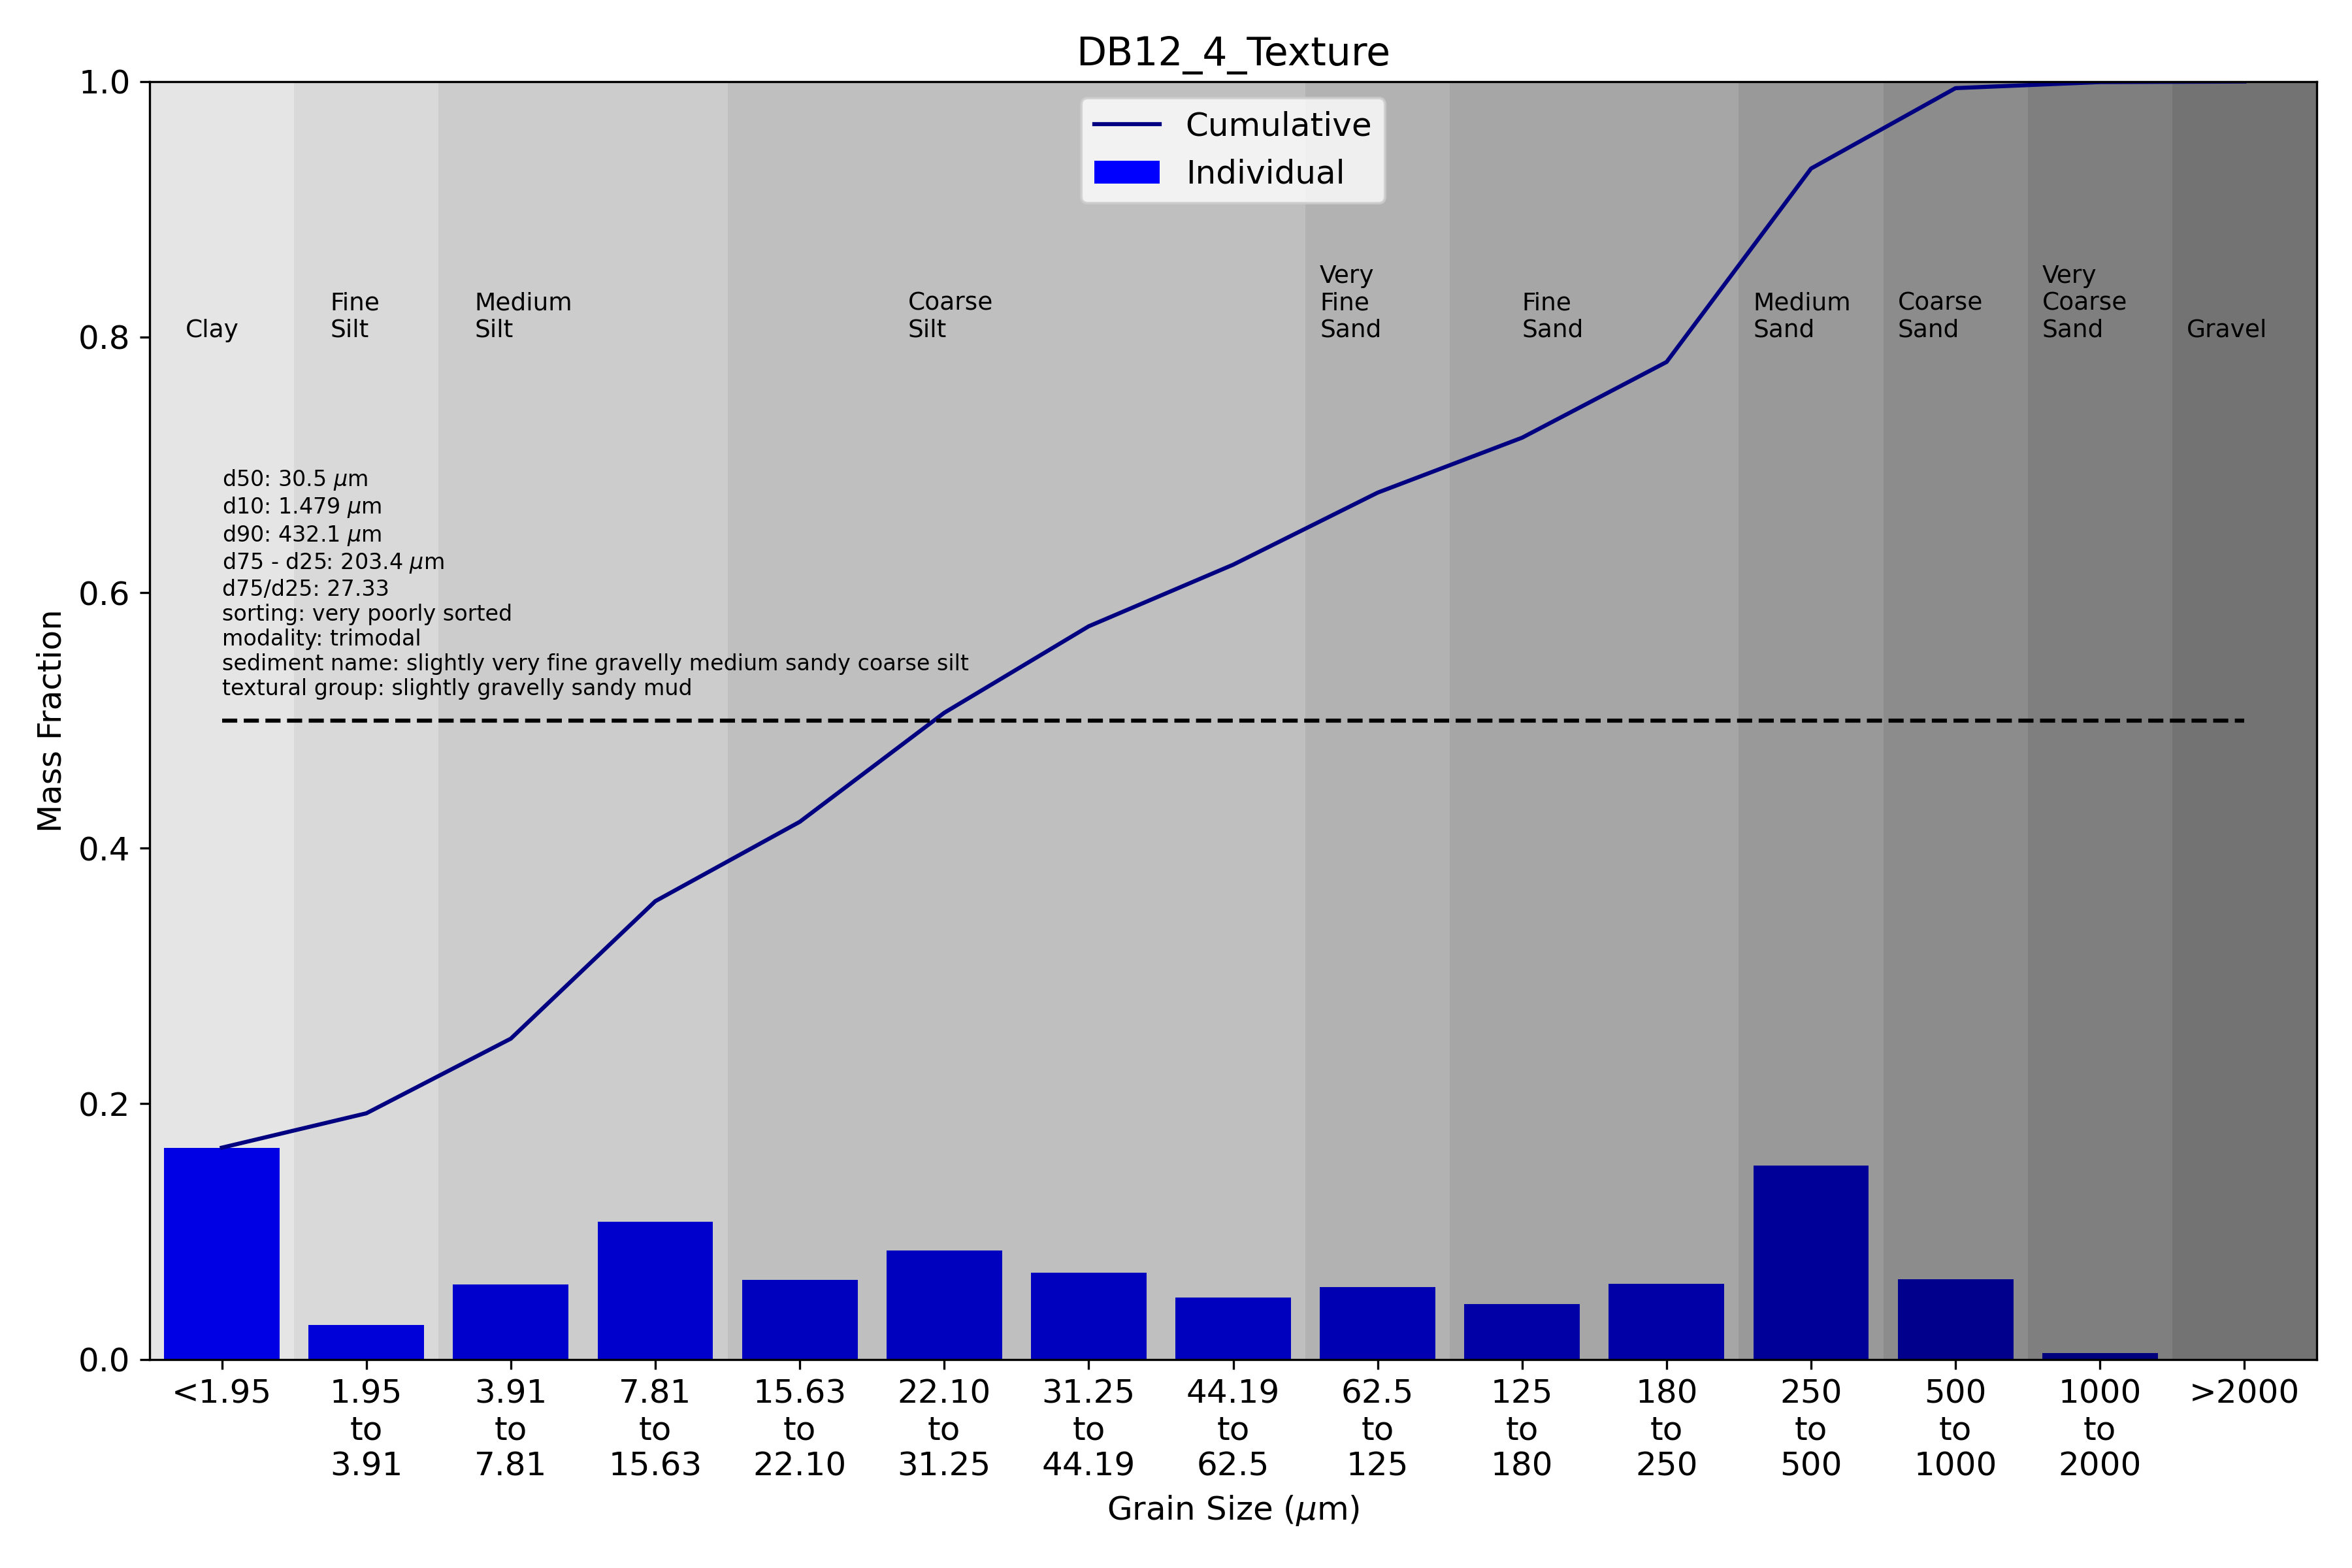 DB12_4_Texture
Cumulative
Individual
Clay
Fine
Silt
Medium
Silt
Coarse
Silt
Very
Fine
Sand
Fine
Sand
Medium
Sand
Coarse
Sand
Very
Coarse
Sand
Gravel
d50: 30.5 μm
d10: 1.479 μm
d90: 432.1 μm
d75 - d25: 203.4 μm
d75/d25: 27.33
sorting: very poorly sorted
modality: trimodal
sediment name: slightly very fine gravelly medium sandy coarse silt
textural group: slightly gravelly sandy mud
Mass Fraction
1.0
0.8
0.6
0.4
0.2
0.0
<1.95
1.95
to
3.91
3.91
to
7.81
7.81
to
15.63
15.63
to
22.10
22.10
to
31.25
31.25
to
44.19
44.19
to
62.5
62.5
to
125
125
to
180
180
to
250
250
to
500
500
to
1000
1000
to
2000
>2000
Grain Size (μm)